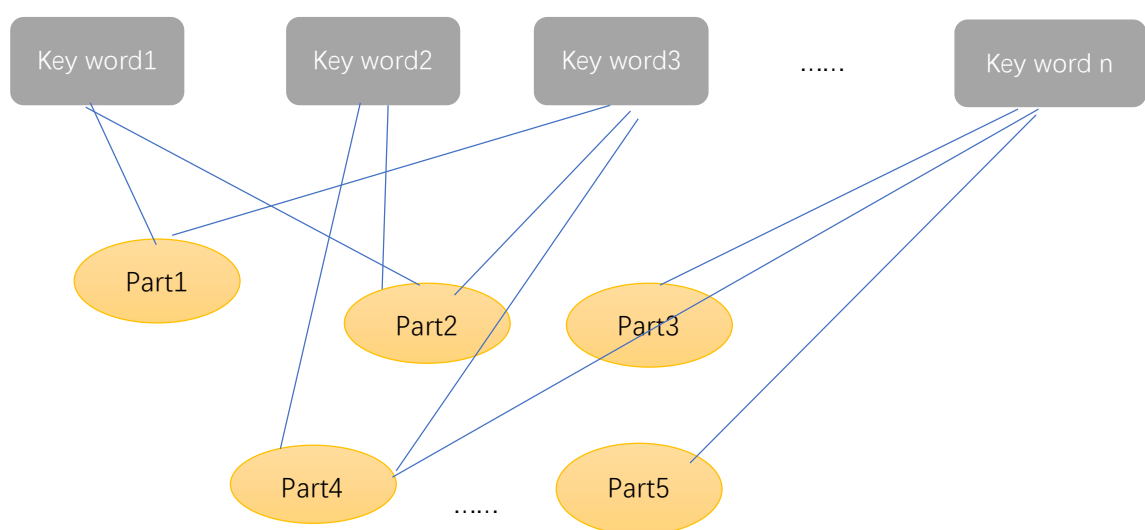 Key word1
Key word2
Key word3
……
Key word n
Part1
Part2
Part3
Part4
Part5
……